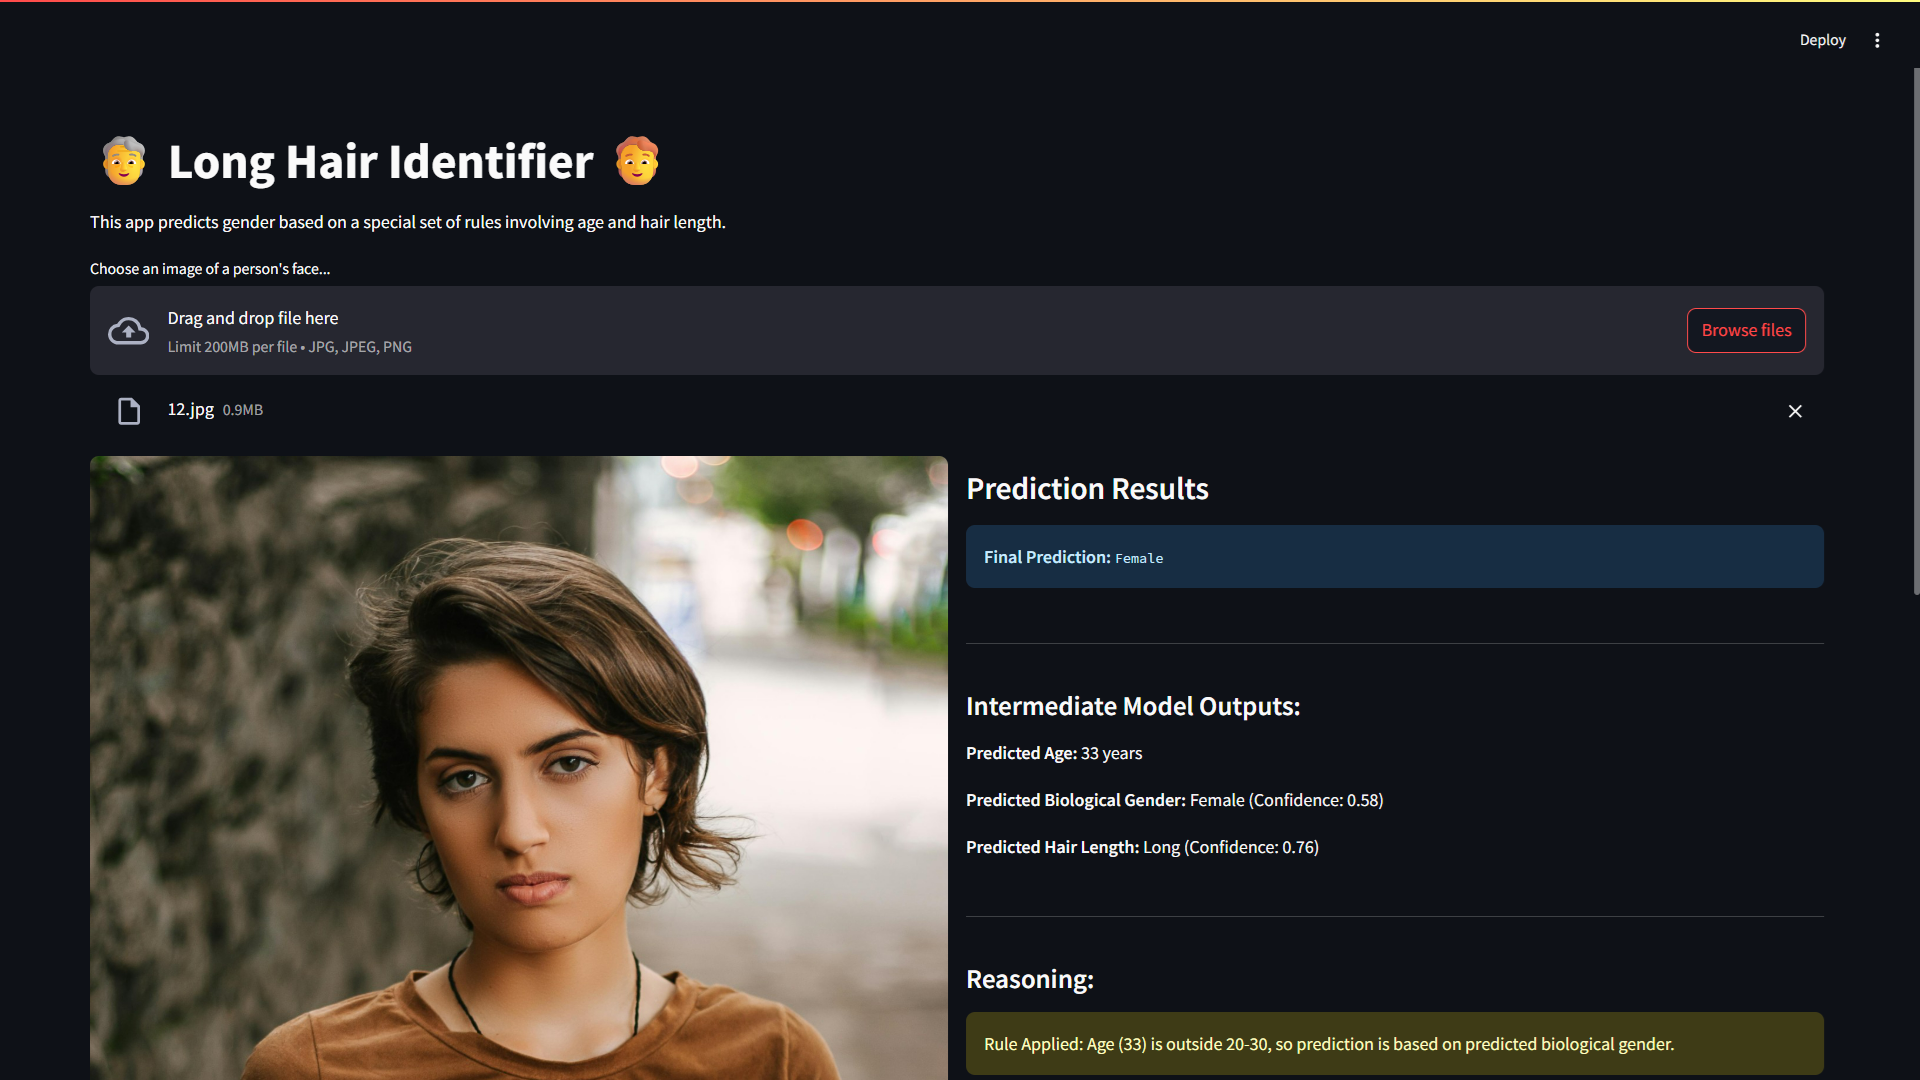 Deploy
Long Hair Identifier
This app predicts gender based on a special set of rules involving age and hair length.
Choose an image of a person's face...
Drag and drop file here
Limit 200MB per file • JPG, JPEG, PNG
Browse files
12.jpg 0.9MB
Prediction Results
Final Prediction: Female
Intermediate Model Outputs:
Predicted Age: 33 years
Predicted Biological Gender: Female (Confidence: 0.58)
Predicted Hair Length: Long (Confidence: 0.76)
Reasoning:
Rule Applied: Age (33) is outside 20-30, so prediction is based on predicted biological gender.